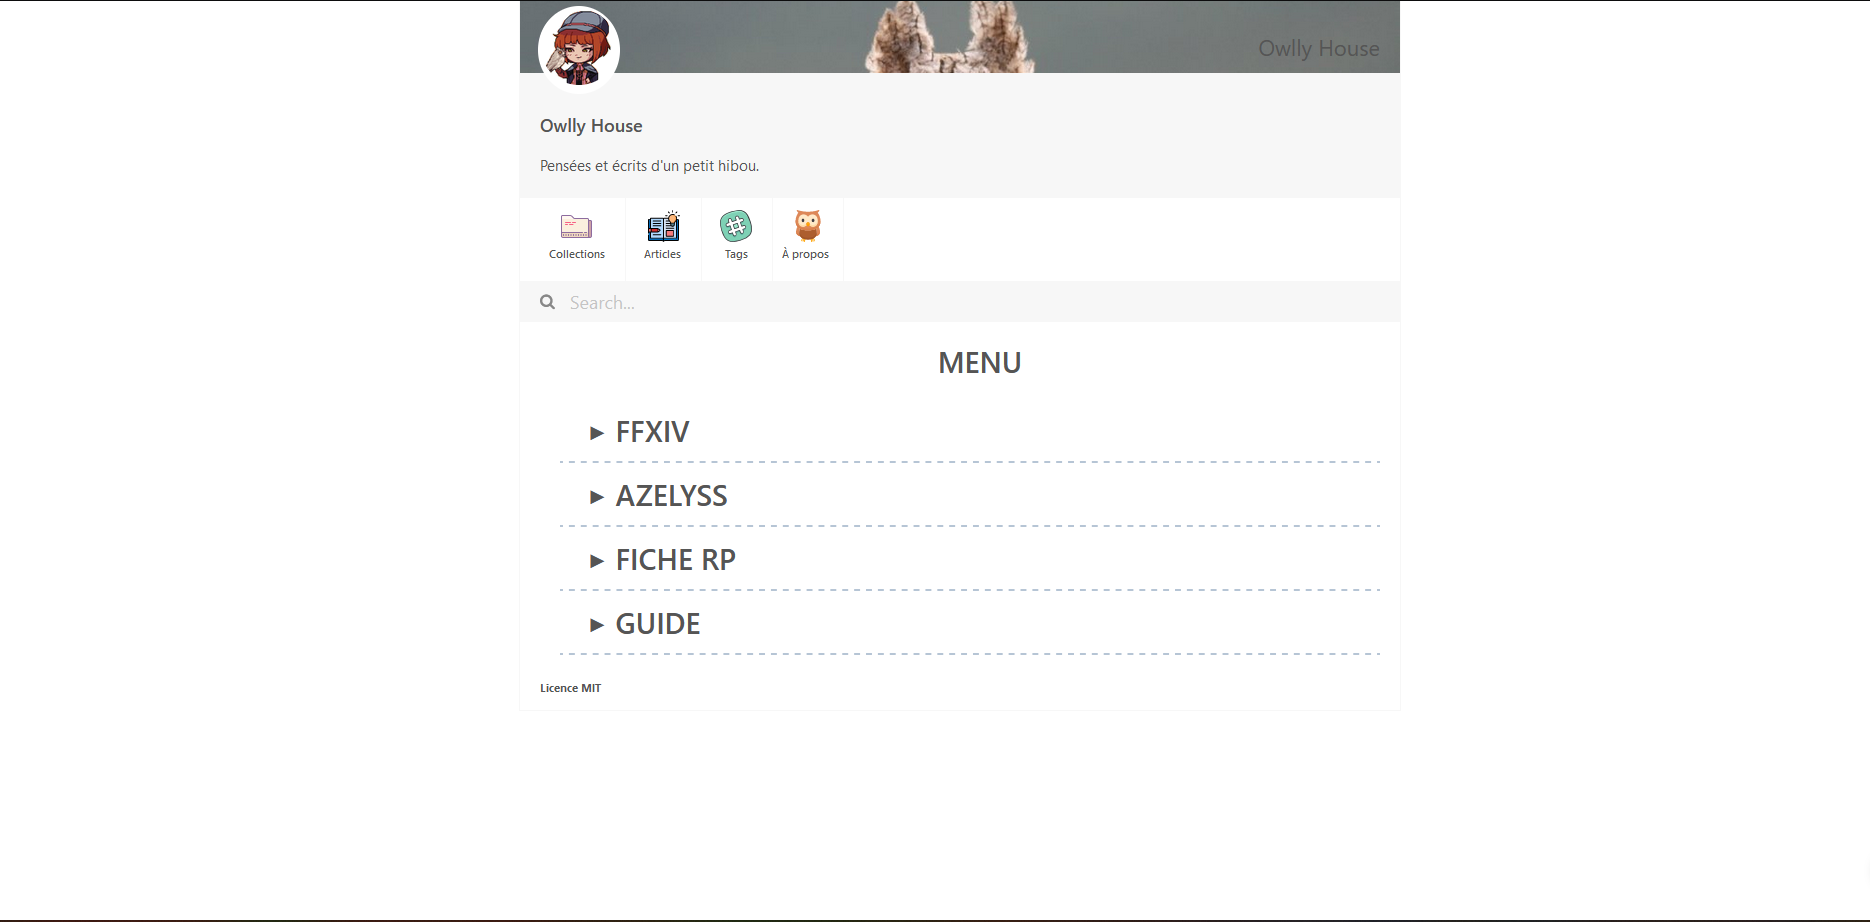 Owlly House
Owlly House
Pensées et écrits d'un petit hibou.
Collections
Articles
Tags
À propos
Search...
MENU
► FFXIV
► AZELYSS
► FICHE RP
► GUIDE
Licence MIT